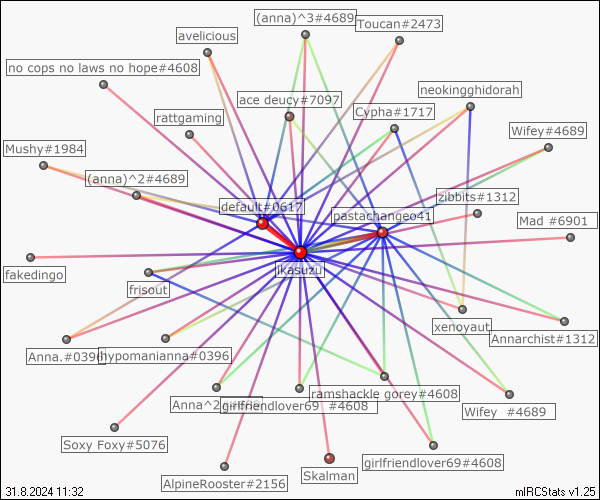 (anna)^3#4689
Toucan#2473
avelicious
no cops no laws no hope#4608
neokingghidorah
ace deucy#7097
rattgaming
Cypha#1717
Wifey#4689
Mushy#1984
(anna)^2#4689
zibbits#1312
default#0617
pastachangeo41
Mad #6901
ikasuzu
fakedingo
frisout
xenoyaut
Annarchist#1312
Anna.#0396
hypomanianna#0396
ramshackle gorey#4608
Anna^2
girlfriendlover69 #4608
Wifey #4689
Soxy Foxy#5076
girlfriendlover69#4608
Skalman
AlpineRooster#2156
31.8.2024 11:32
mIRCStats v1.25